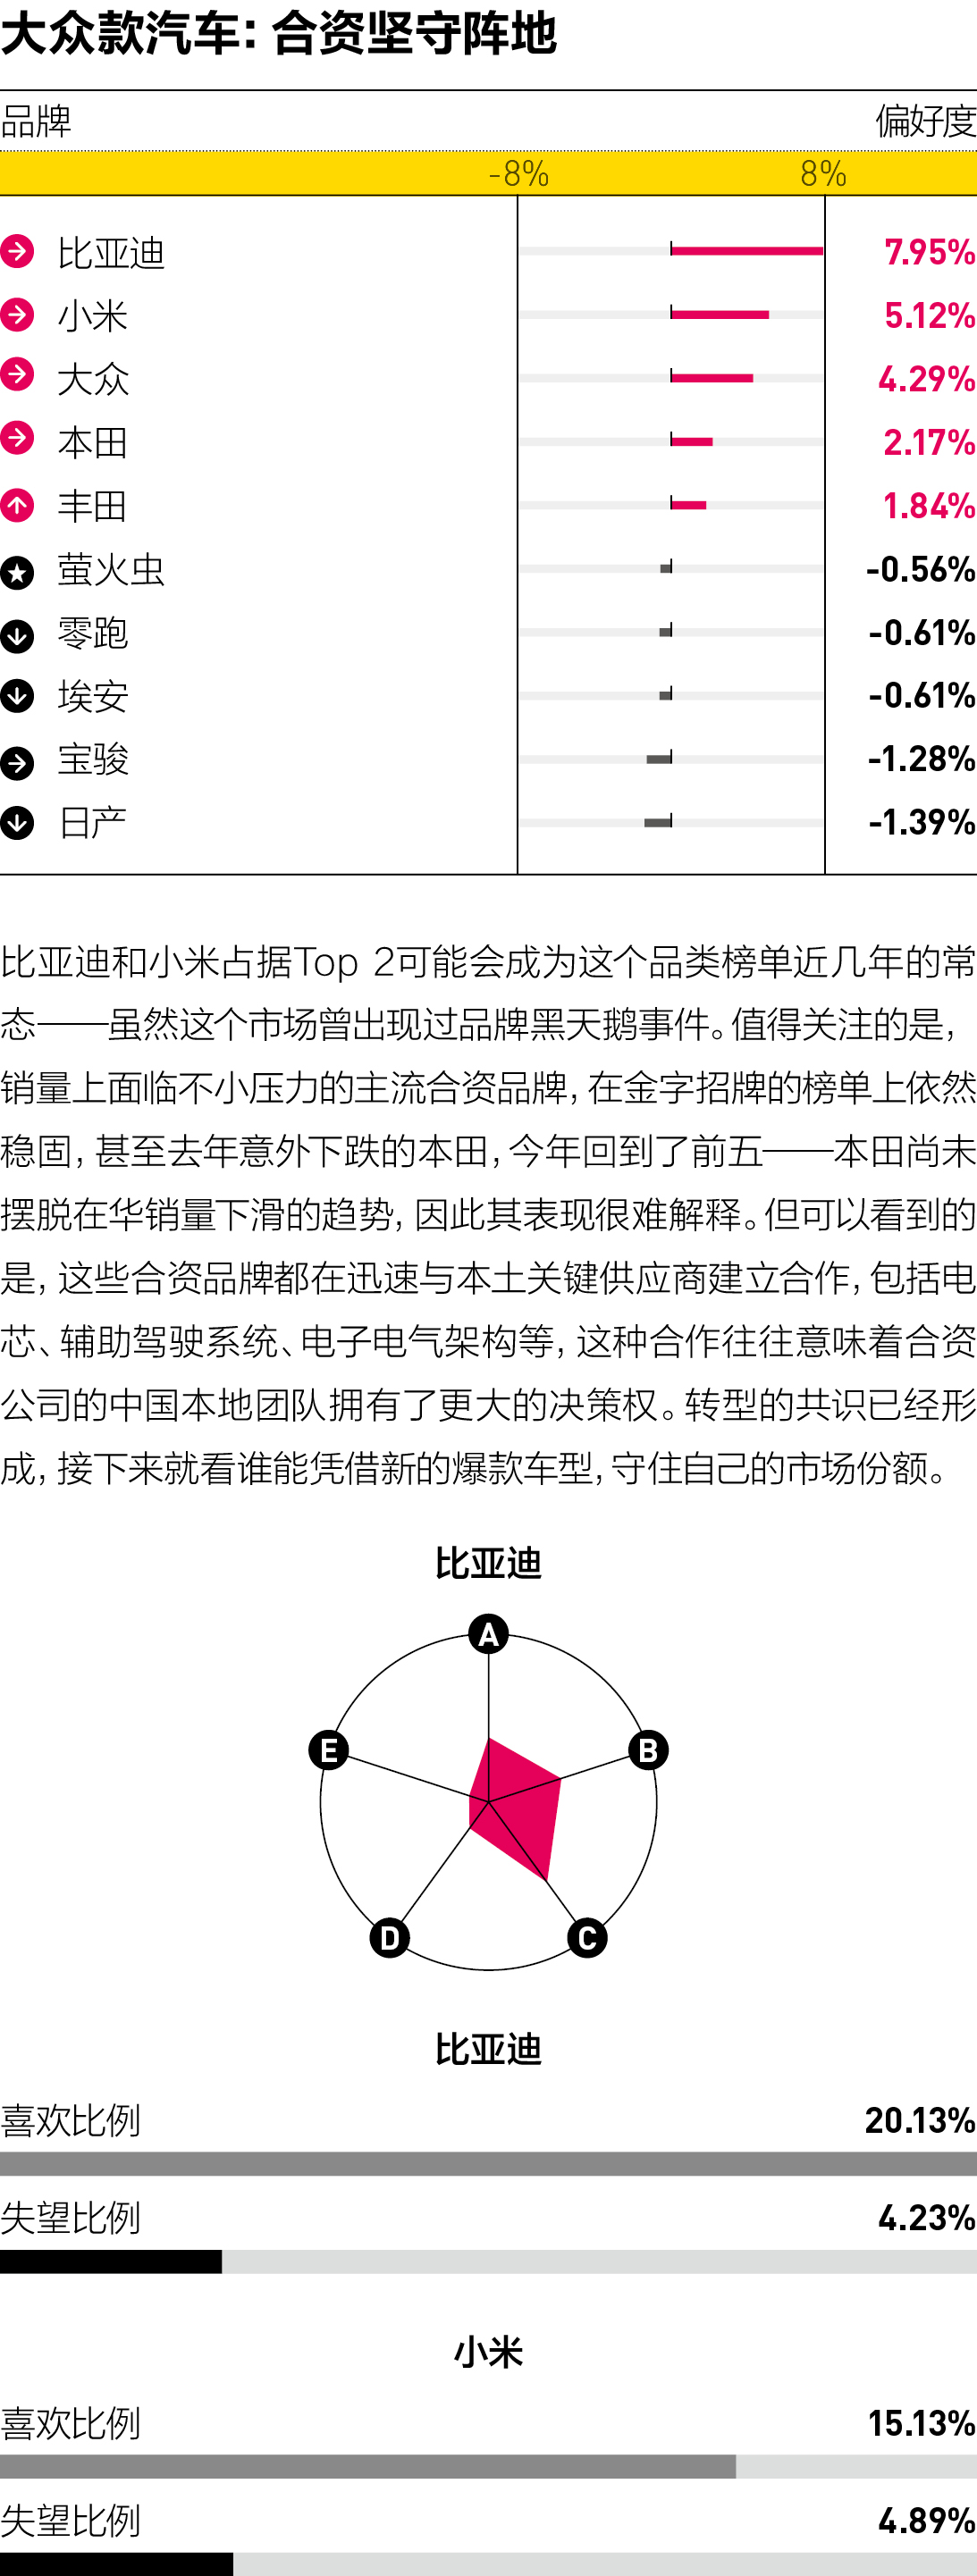 大众款汽车：合资坚守阵地
品牌 偏好度
-8% 8%
比亚迪 7.95%
小米 5.12%
大众 4.29%
本田 2.17%
丰田 1.84%
萤火虫 -0.56%
零跑 -0.61%
埃安 -0.61%
宝骏 -1.28%
日产 -1.39%
比亚迪和小米占据Top 2可能会成为这个品类榜单近几年的常
态——虽然这个市场曾出现过品牌黑天鹅事件。值得关注的是，
销量上面临不小压力的主流合资品牌，在金字招牌的榜单上依然
稳固，甚至去年意外下跌的本田，今年回到了前五——本田尚未
摆脱在华销量下滑的趋势，因此其表现很难解释。但可以看到的
是，这些合资品牌都在迅速与本土关键供应商建立合作，包括电
芯、辅助驾驶系统、电子电气架构等，这种合作往往意味着合资
公司的中国本地团队拥有了更大的决策权。转型的共识已经形
成，接下来就看谁能凭借新的爆款车型，守住自己的市场份额。
比亚迪
A
E B
D C
比亚迪
喜欢比例 20.13%
失望比例 4.23%
小米
喜欢比例 15.13%
失望比例 4.89%